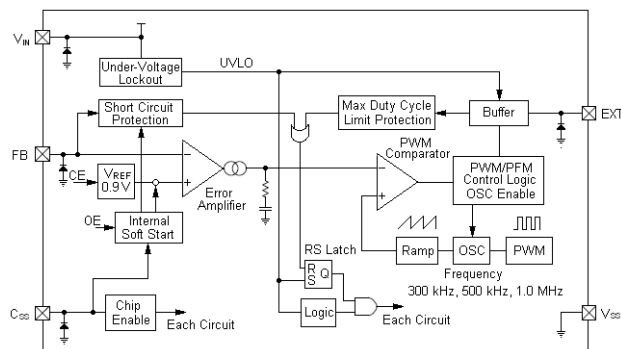 VIN
Under-Voltage
Lockout
UVLO
Short Circuit
Protection
Max Duty Cycle
Limit Protection
Buffer
EXT
FB
CE
VREF
0.9V
−
+
Error
Amplifier
PWM
Comparator
−
+
PWM/PFM
Control Logic
OSC Enable
OE
Internal
Soft Start
Ramp
OSC
PWM
RS Latch
Frequency
300 kHz, 500 kHz, 1.0 MHz
R
S
Q
CSS
Chip
Enable
Each Circuit
Logic
Each Circuit
VSS